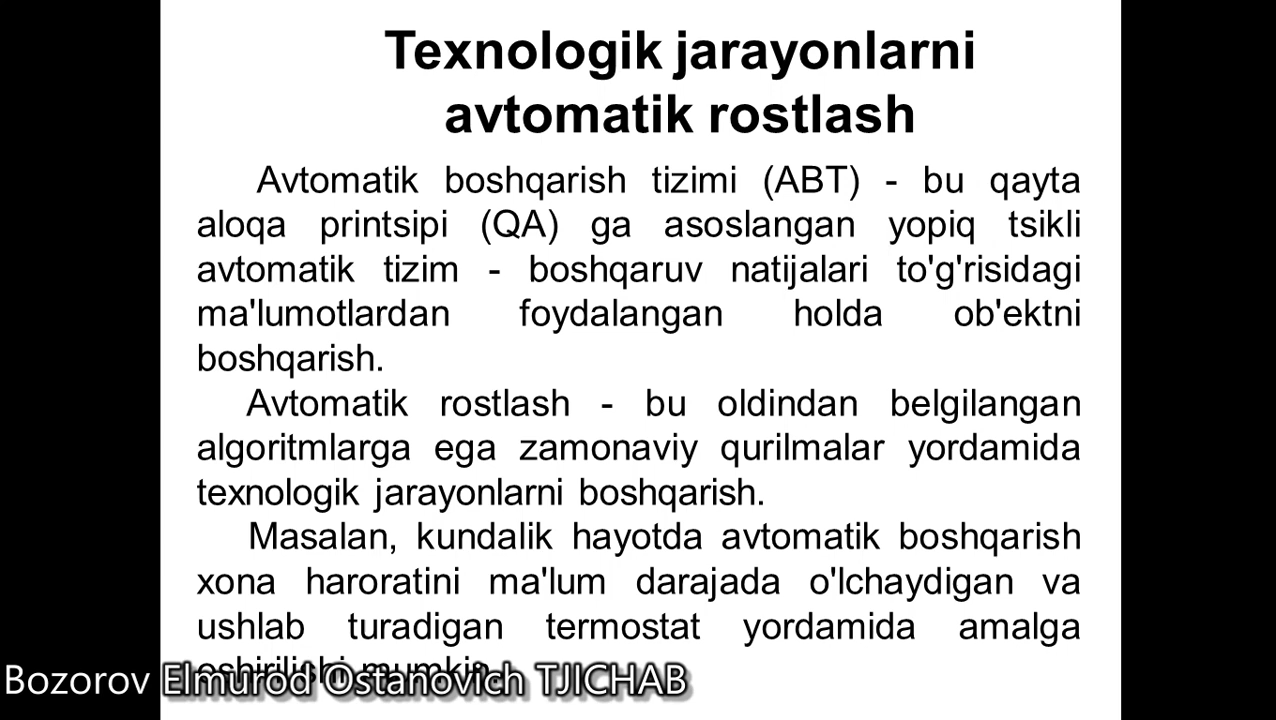 Texnologik jarayonlarni
avtomatik rostlash
Avtomatik boshqarish tizimi (ABT) - bu qayta
aloqa printsipi (QA) ga asoslangan yopiq tsikli
avtomatik tizim - boshqaruv natijalari to'g'risidagi
ma'lumotlardan foydalangan holda ob'ektni
boshqarish.
Avtomatik rostlash - bu oldindan belgilangan
algoritmlarga ega zamonaviy qurilmalar yordamida
texnologik jarayonlarni boshqarish.
Masalan, kundalik hayotda avtomatik boshqarish
xona haroratini ma'lum darajada o'lchaydigan va
ushlab turadigan termostat yordamida amalga
Bozorov Elmurod Ostanovich TJICHAB